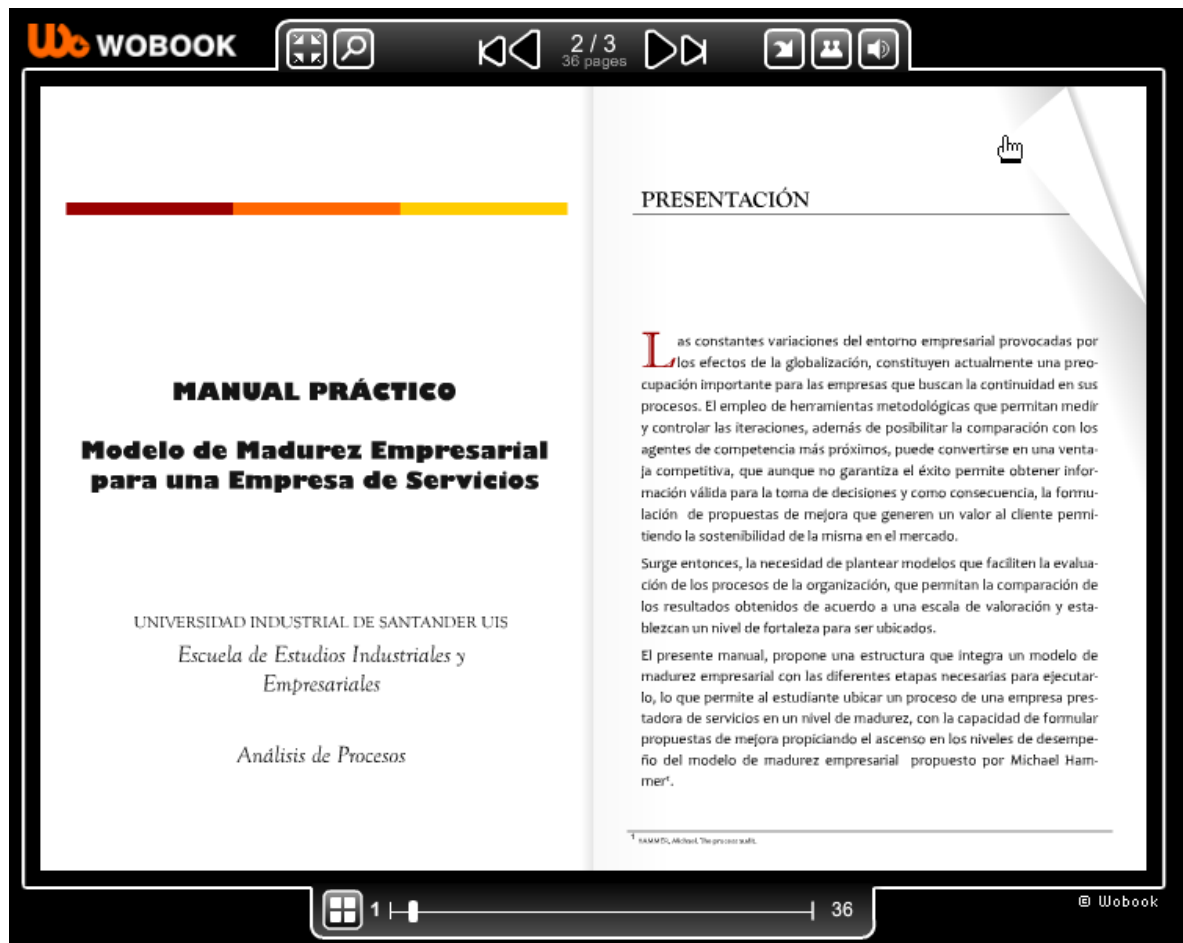 WOBOOK
2 / 3
36 pages
MANUAL PRÁCTICO
Modelo de Madurez Empresarial
para una Empresa de Servicios
UNIVERSIDAD INDUSTRIAL DE SANTANDER UIS
Escuela de Estudios Industriales y
Empresariales
Análisis de Procesos
PRESENTACIÓN
Las constantes variaciones del entorno empresarial provocadas por
los efectos de la globalización, constituyen actualmente una preo-
cupación importante para las empresas que buscan la continuidad en sus
procesos. El empleo de herramientas metodológicas que permitan medir
y controlar las iteraciones, además de posibilitar la comparación con los
agentes de competencia más próximos, puede convertirse en una venta-
ja competitiva, que aunque no garantiza el éxito permite obtener infor-
mación válida para la toma de decisiones y como consecuencia, la formu-
lación de propuestas de mejora que generen un valor al cliente permi-
tiendo la sostenibilidad de la misma en el mercado.
Surge entonces, la necesidad de plantear modelos que faciliten la evalua-
ción de los procesos de la organización, que permitan la comparación de
los resultados obtenidos de acuerdo a una escala de valoración y esta-
blezcan un nivel de fortaleza para ser ubicados.
El presente manual, propone una estructura que integra un modelo de
madurez empresarial con las diferentes etapas necesarias para ejecutar-
lo, lo que permite al estudiante ubicar un proceso de una empresa pres-
tadora de servicios en un nivel de madurez, con la capacidad de formular
propuestas de mejora propiciando el ascenso en los niveles de desempe-
ño del modelo de madurez empresarial propuesto por Michael Ham-
mer¹.
¹ HAMMER, Michael. The process audit.
1
36
© Wobook